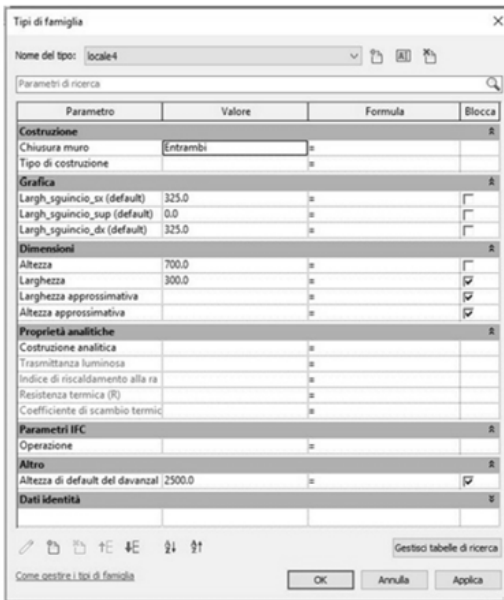 Tipi di famiglia
Nome del tipo: locale4
Parametri di ricerca
Parametro Valore Formula Blocca
Costruzione
Chiusura muro Entrambi =
Tipo di costruzione =
Grafica
Largh_sguincio_sx (default) 325.0 =
Largh_sguincio_sup (default) 0.0 =
Largh_sguincio_dx (default) 325.0 =
Dimensioni
Altezza 700.0 =
Larghezza 300.0 =
Larghezza approssimativa =
Altezza approssimativa =
Proprietà analitiche
Costruzione analitica =
Trasmittanza luminosa =
Indice di riscaldamento alla ra =
Resistenza termica (R) =
Coefficiente di scambio termic =
Parametri IFC
Operazione =
Altro
Altezza di default del davanzal 2500.0 =
Dati identità
Gestisci tabelle di ricerca
Come gestire i tipi di famiglia
OK Annulla Applica